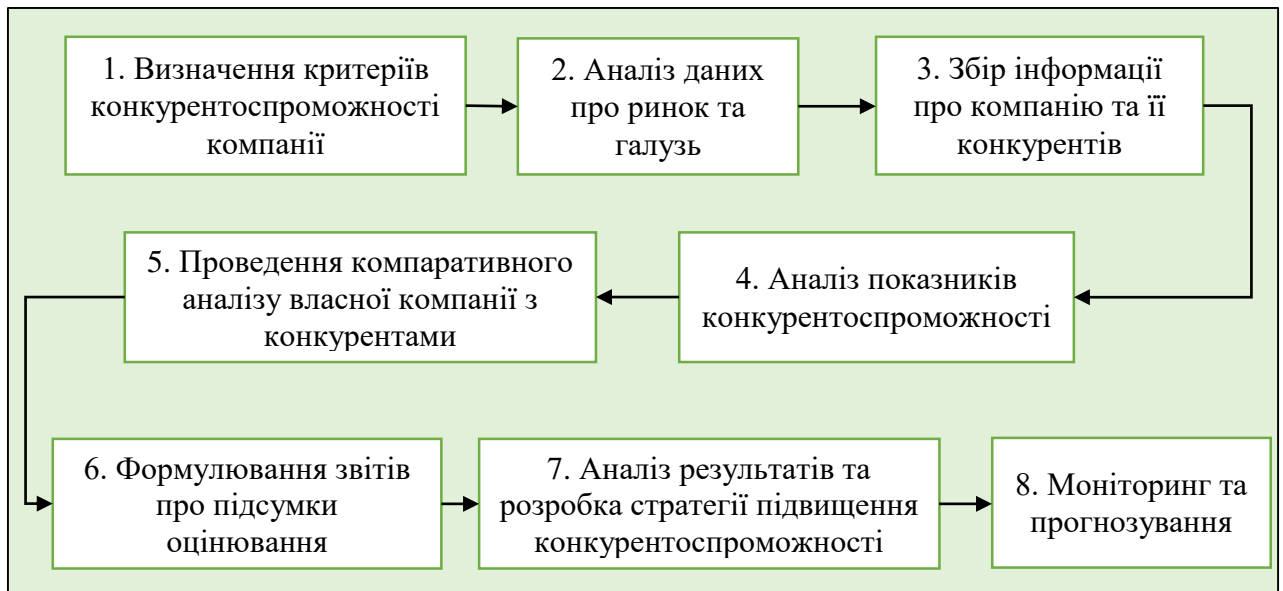 1. Визначення критеріїв
конкурентоспроможності
компанії
2. Аналіз даних
про ринок та
галузь
3. Збір інформації
про компанію та її
конкурентів
4. Аналіз показників
конкурентоспроможності
5. Проведення компаративного
аналізу власної компанії з
конкурентами
6. Формулювання звітів
про підсумки
оцінювання
7. Аналіз результатів та
розробка стратегії підвищення
конкурентоспроможності
8. Моніторинг та
прогнозування